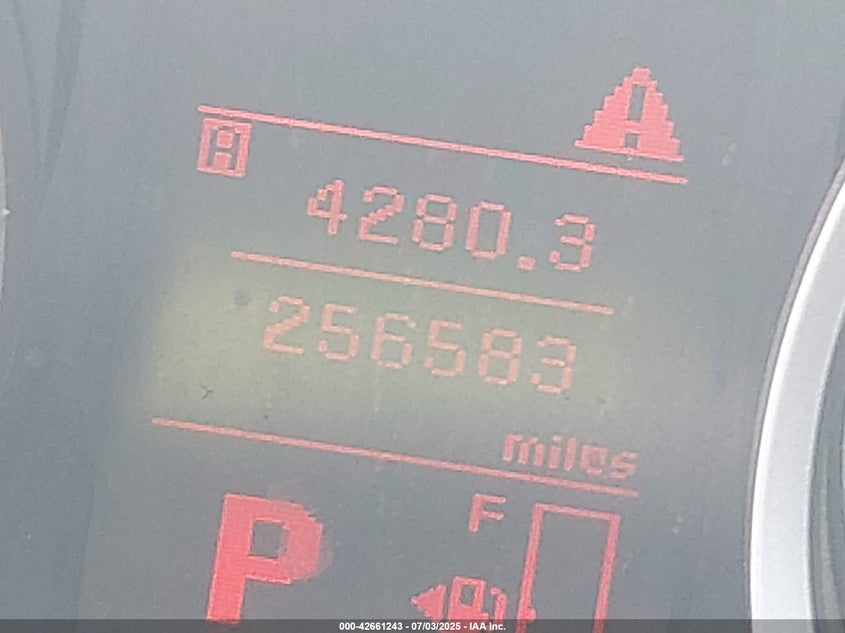 A
4280.3
256583
miles
P
F
000-42661243 - 07/03/2025 - IAA Inc.